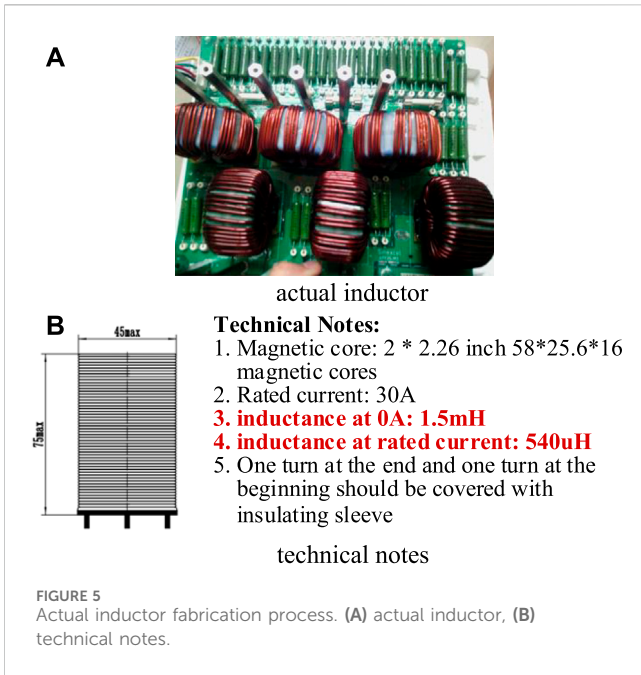 A
actual inductor
B
45max
75max
Technical Notes:
1. Magnetic core: 2 * 2.26 inch 58*25.6*16
magnetic cores
2. Rated current: 30A
3. inductance at 0A: 1.5mH
4. inductance at rated current: 540uH
5. One turn at the end and one turn at the
beginning should be covered with
insulating sleeve
technical notes
FIGURE 5
Actual inductor fabrication process. (A) actual inductor, (B)
technical notes.